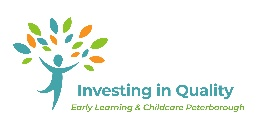 Investing in Quality
Early Learning & Childcare Peterborough